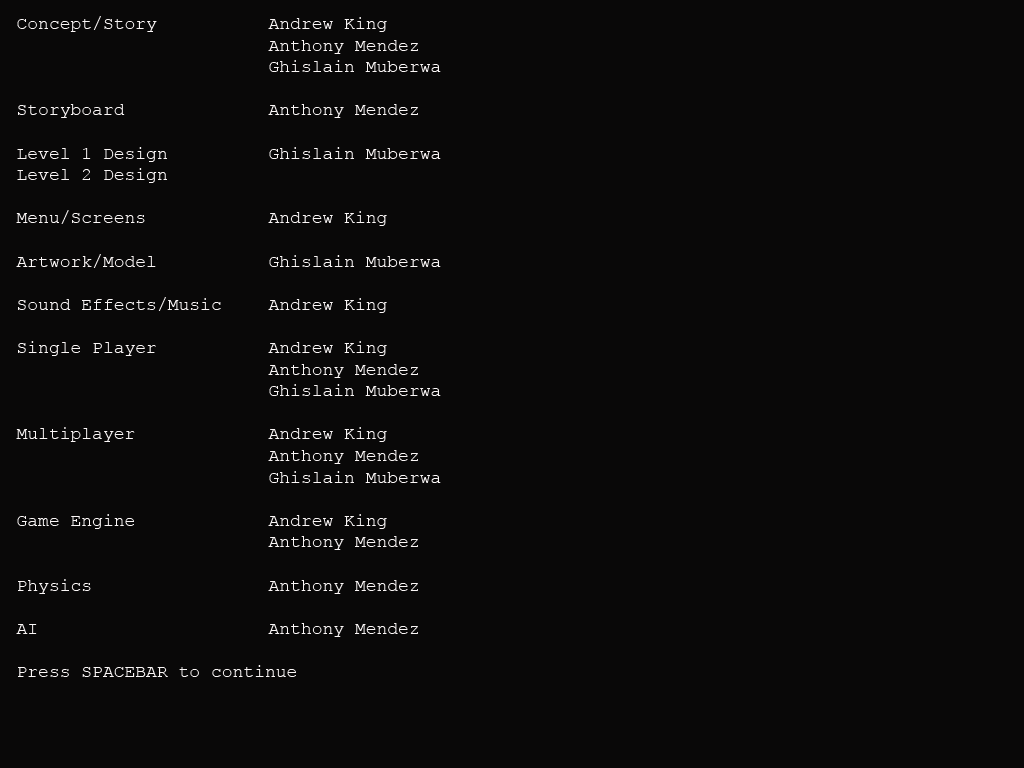 Concept/Story Andrew King
Anthony Mendez
Ghislain Muberwa
Storyboard Anthony Mendez
Level 1 Design Ghislain Muberwa
Level 2 Design
Menu/Screens Andrew King
Artwork/Model Ghislain Muberwa
Sound Effects/Music Andrew King
Single Player Andrew King
Anthony Mendez
Ghislain Muberwa
Multiplayer Andrew King
Anthony Mendez
Ghislain Muberwa
Game Engine Andrew King
Anthony Mendez
Physics Anthony Mendez
AI Anthony Mendez
Press SPACEBAR to continue